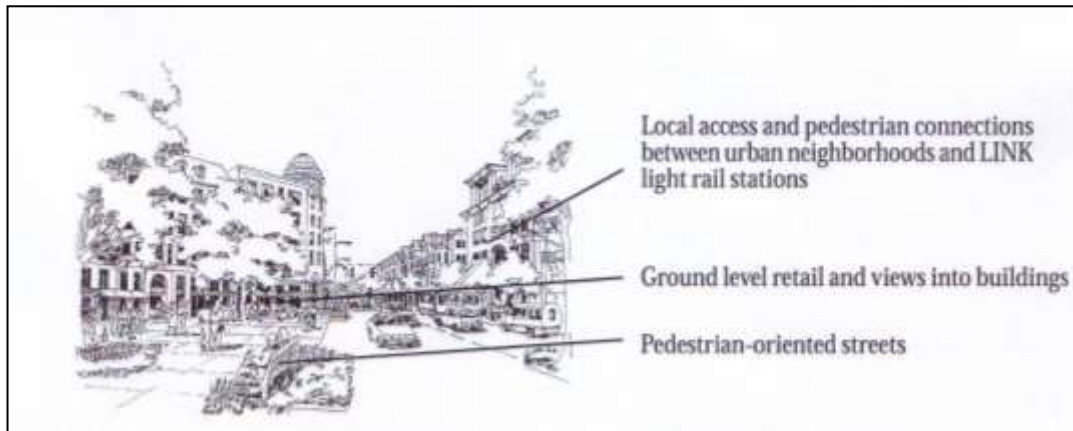 Local access and pedestrian connections
between urban neighborhoods and LINK
light rail stations
Ground level retail and views into buildings
Pedestrian-oriented streets